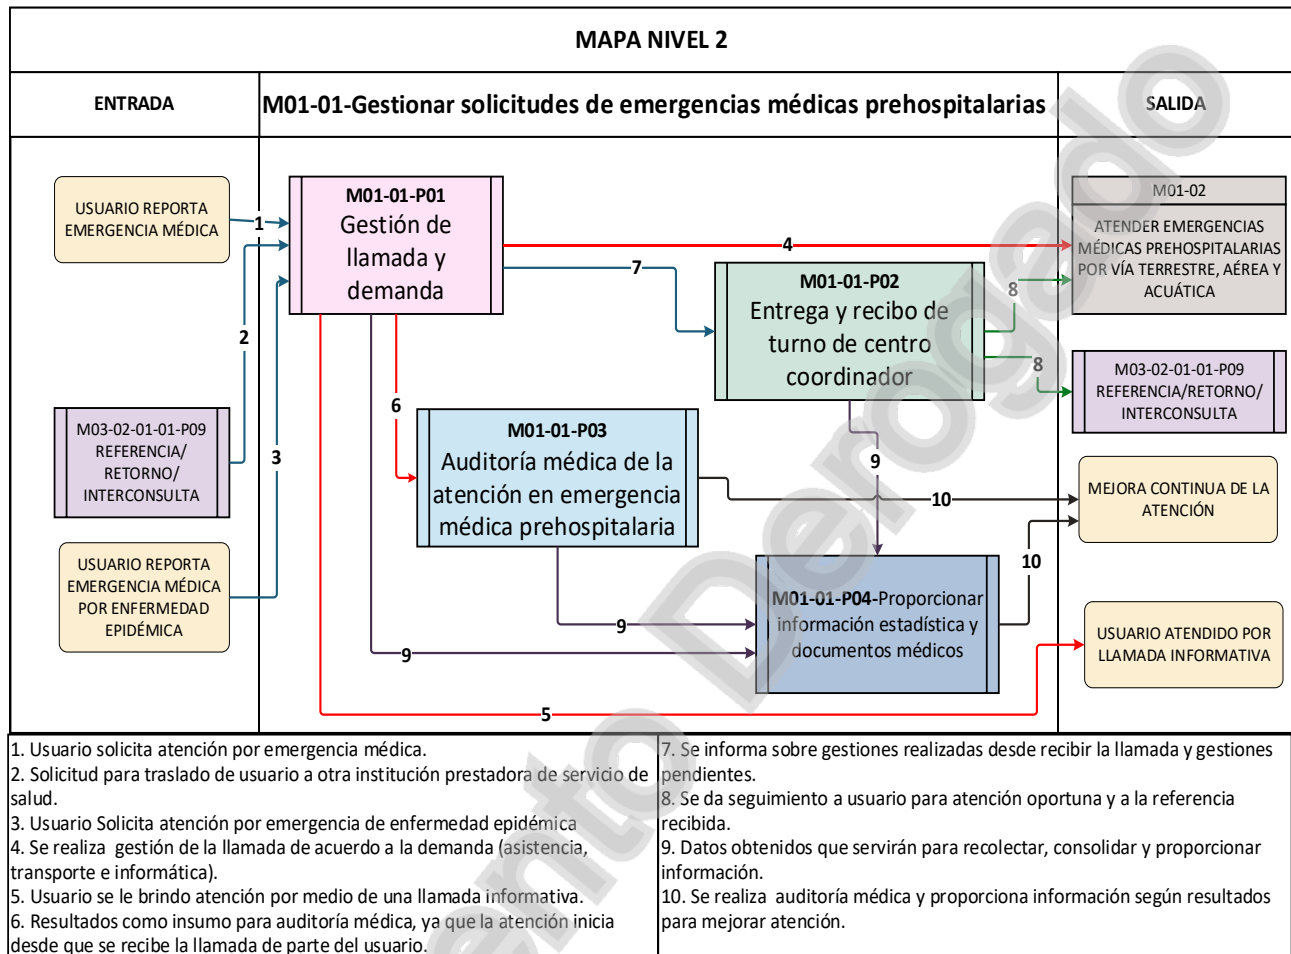 MAPA NIVEL 2
ENTRADA
M01-01-Gestionar solicitudes de emergencias médicas prehospitalarias
SALIDA
USUARIO REPORTA
EMERGENCIA MÉDICA
1
2
M03-02-01-01-P09
REFERENCIA/
RETORNO/
INTERCONSULTA
3
USUARIO REPORTA
EMERGENCIA MÉDICA
POR ENFERMEDAD
EPIDÉMICA
M01-01-P01
Gestión de
llamada y
demanda
4
7
M01-01-P02
Entrega y recibo de
turno de centro
coordinador
8
8
6
M01-01-P03
Auditoría médica de la
atención en emergencia
médica prehospitalaria
9
10
M01-01-P04-Proporcionar
información estadística y
documentos médicos
9
9
10
5
M01-02
ATENDER EMERGENCIAS
MÉDICAS PREHOSPITALARIAS
POR VÍA TERRESTRE, AÉREA Y
ACUÁTICA
M03-02-01-01-P09
REFERENCIA/RETORNO/
INTERCONSULTA
MEJORA CONTINUA DE LA
ATENCIÓN
USUARIO ATENDIDO POR
LLAMADA INFORMATIVA
1. Usuario solicita atención por emergencia médica.
2. Solicitud para traslado de usuario a otra institución prestadora de servicio de
salud.
3. Usuario Solicita atención por emergencia de enfermedad epidémica
4. Se realiza gestión de la llamada de acuerdo a la demanda (asistencia,
transporte e informática).
5. Usuario se le brindo atención por medio de una llamada informativa.
6. Resultados como insumo para auditoría médica, ya que la atención inicia
desde que se recibe la llamada de parte del usuario.
7. Se informa sobre gestiones realizadas desde recibir la llamada y gestiones
pendientes.
8. Se da seguimiento a usuario para atención oportuna y a la referencia
recibida.
9. Datos obtenidos que servirán para recolectar, consolidar y proporcionar
información.
10. Se realiza auditoría médica y proporciona información según resultados
para mejorar atención.
ento Derogado